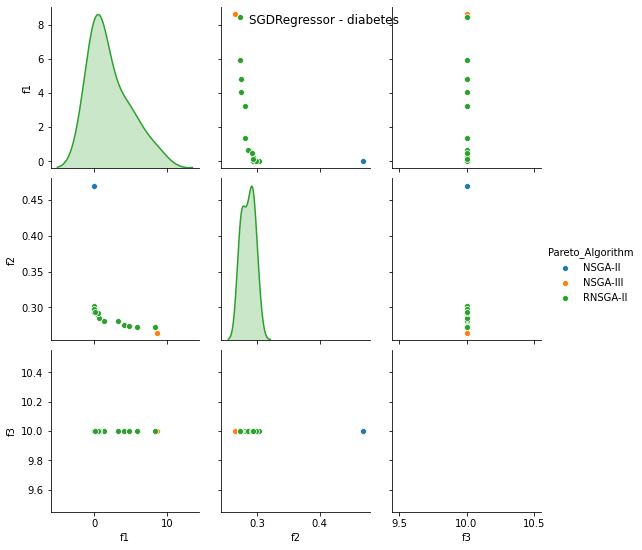 SGDRegressor - diabetes
8
6
4
2
0
f1
0.45
0.40
0.35
0.30
f2
Pareto_Algorithm
NSGA-II
NSGA-III
RNSGA-II
10.4
10.2
10.0
9.8
9.6
f3
0 10
f1
0.3 0.4
f2
9.5 10.0 10.5
f3